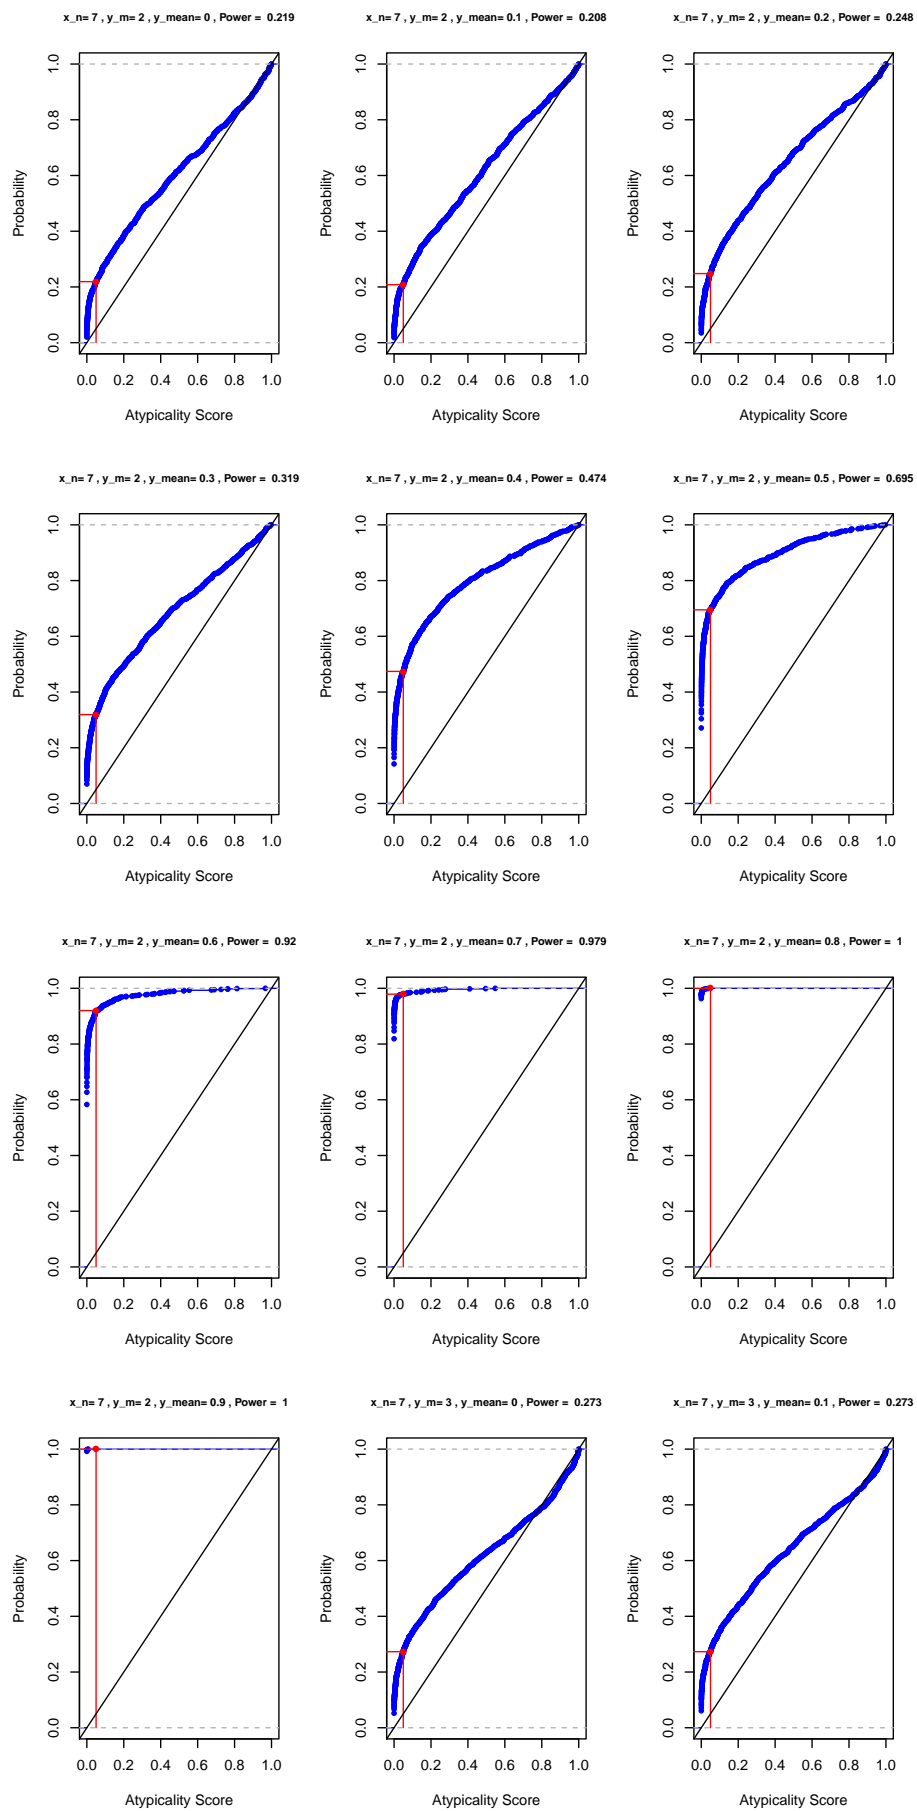 x_n= 7 , y_m= 2 , y_mean= 0 , Power = 0.219
Probability
0.0 0.2 0.4 0.6 0.8 1.0
0.0 0.2 0.4 0.6 0.8 1.0
Atypicality Score
x_n= 7 , y_m= 2 , y_mean= 0.1 , Power = 0.208
Probability
0.0 0.2 0.4 0.6 0.8 1.0
0.0 0.2 0.4 0.6 0.8 1.0
Atypicality Score
x_n= 7 , y_m= 2 , y_mean= 0.2 , Power = 0.248
Probability
0.0 0.2 0.4 0.6 0.8 1.0
0.0 0.2 0.4 0.6 0.8 1.0
Atypicality Score
x_n= 7 , y_m= 2 , y_mean= 0.3 , Power = 0.319
Probability
0.0 0.2 0.4 0.6 0.8 1.0
0.0 0.2 0.4 0.6 0.8 1.0
Atypicality Score
x_n= 7 , y_m= 2 , y_mean= 0.4 , Power = 0.474
Probability
0.0 0.2 0.4 0.6 0.8 1.0
0.0 0.2 0.4 0.6 0.8 1.0
Atypicality Score
x_n= 7 , y_m= 2 , y_mean= 0.5 , Power = 0.695
Probability
0.0 0.2 0.4 0.6 0.8 1.0
0.0 0.2 0.4 0.6 0.8 1.0
Atypicality Score
x_n= 7 , y_m= 2 , y_mean= 0.6 , Power = 0.92
Probability
0.0 0.2 0.4 0.6 0.8 1.0
0.0 0.2 0.4 0.6 0.8 1.0
Atypicality Score
x_n= 7 , y_m= 2 , y_mean= 0.7 , Power = 0.979
Probability
0.0 0.2 0.4 0.6 0.8 1.0
0.0 0.2 0.4 0.6 0.8 1.0
Atypicality Score
x_n= 7 , y_m= 2 , y_mean= 0.8 , Power = 1
Probability
0.0 0.2 0.4 0.6 0.8 1.0
0.0 0.2 0.4 0.6 0.8 1.0
Atypicality Score
x_n= 7 , y_m= 2 , y_mean= 0.9 , Power = 1
Probability
0.0 0.2 0.4 0.6 0.8 1.0
0.0 0.2 0.4 0.6 0.8 1.0
Atypicality Score
x_n= 7 , y_m= 3 , y_mean= 0 , Power = 0.273
Probability
0.0 0.2 0.4 0.6 0.8 1.0
0.0 0.2 0.4 0.6 0.8 1.0
Atypicality Score
x_n= 7 , y_m= 3 , y_mean= 0.1 , Power = 0.273
Probability
0.0 0.2 0.4 0.6 0.8 1.0
0.0 0.2 0.4 0.6 0.8 1.0
Atypicality Score